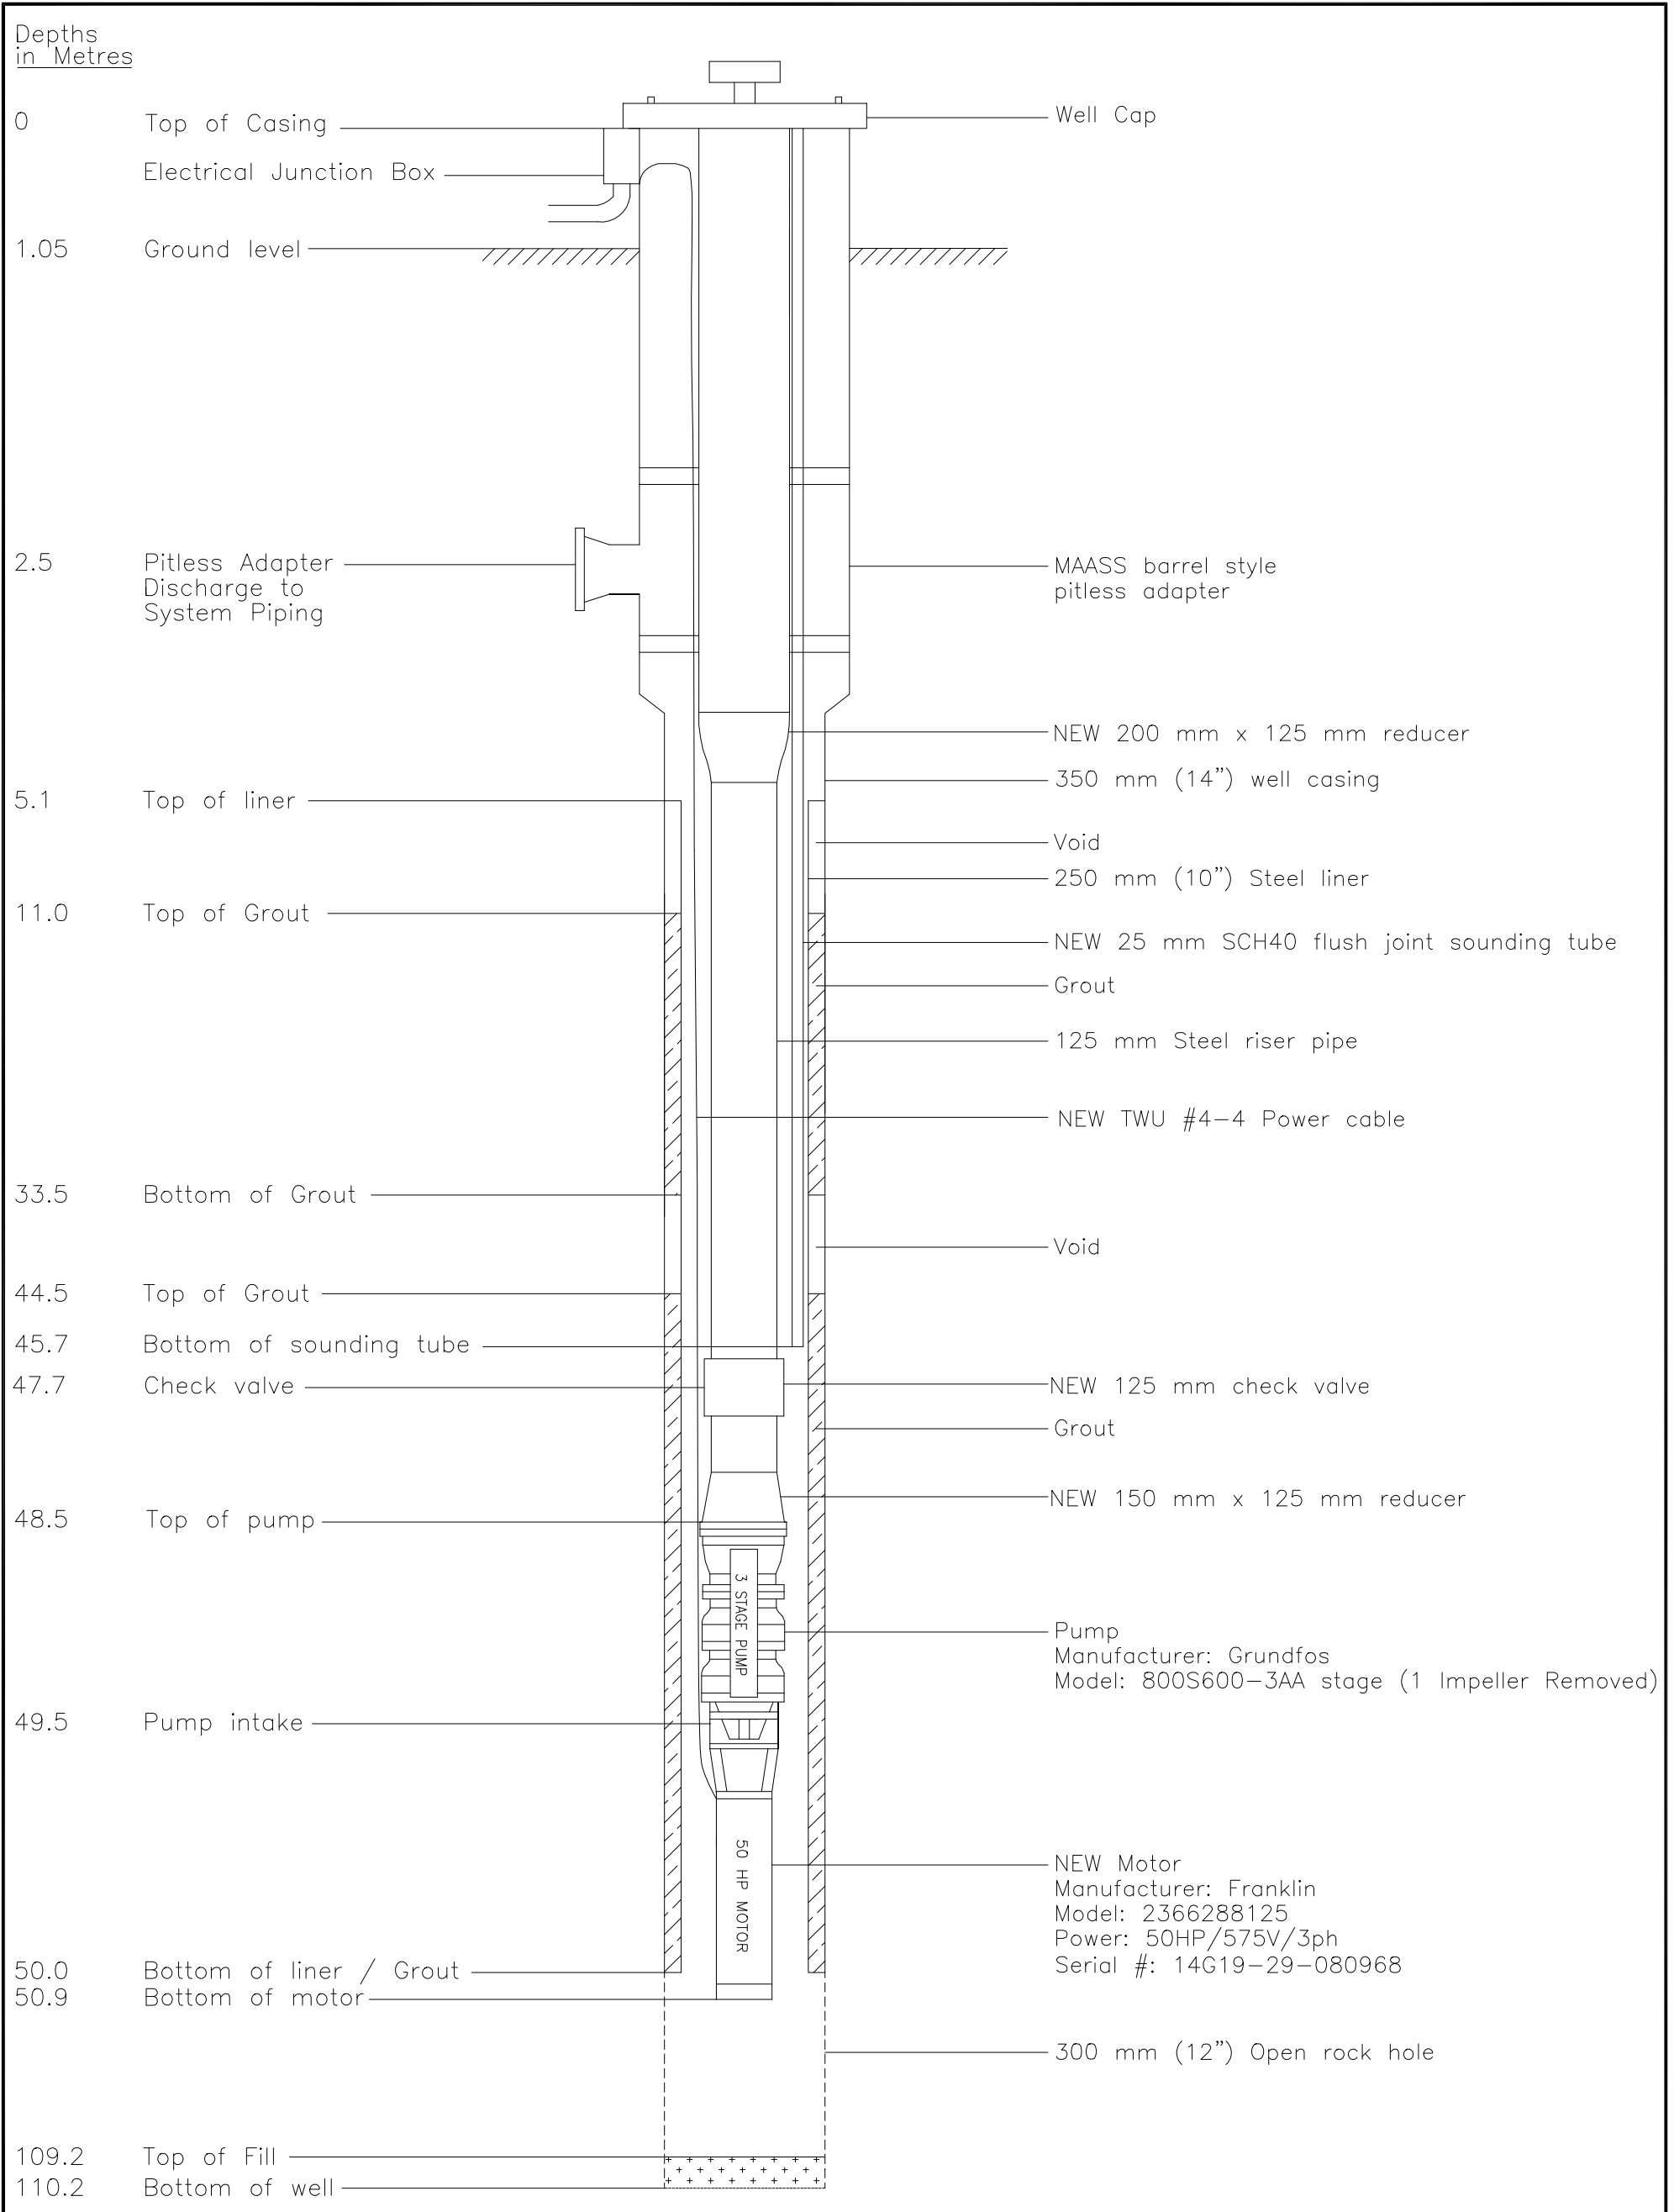 Depths
in Metres
0 Top of Casing
Well Cap
Electrical Junction Box
1.05 Ground level
2.5 Pitless Adapter
Discharge to
System Piping
MAASS barrel style
pitless adapter
NEW 200 mm x 125 mm reducer
350 mm (14") well casing
5.1 Top of liner
Void
250 mm (10") Steel liner
11.0 Top of Grout
NEW 25 mm SCH40 flush joint sounding tube
Grout
125 mm Steel riser pipe
NEW TWU #4-4 Power cable
33.5 Bottom of Grout
Void
44.5 Top of Grout
45.7 Bottom of sounding tube
47.7 Check valve
NEW 125 mm check valve
Grout
NEW 150 mm x 125 mm reducer
48.5 Top of pump
3 STAGE PUMP
Pump
Manufacturer: Grundfos
Model: 800S600-3AA stage (1 Impeller Removed)
49.5 Pump intake
50 HP MOTOR
NEW Motor
Manufacturer: Franklin
Model: 2366288125
Power: 50HP/575V/3ph
Serial #: 14G19-29-080968
50.0 Bottom of liner / Grout
50.9 Bottom of motor
300 mm (12") Open rock hole
109.2 Top of Fill
110.2 Bottom of well